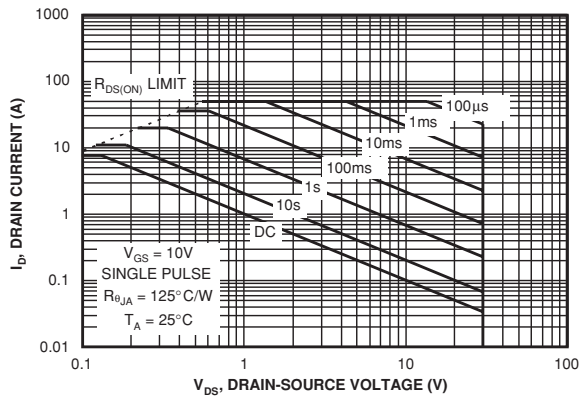 1000
100
10
1
0.1
0.01
I_D, DRAIN CURRENT (A)
R_DS(ON) LIMIT
100μs
1ms
10ms
100ms
1s
10s
DC
V_GS = 10V
SINGLE PULSE
R_θJA = 125°C/W
T_A = 25°C
0.1
1
10
100
V_DS, DRAIN-SOURCE VOLTAGE (V)